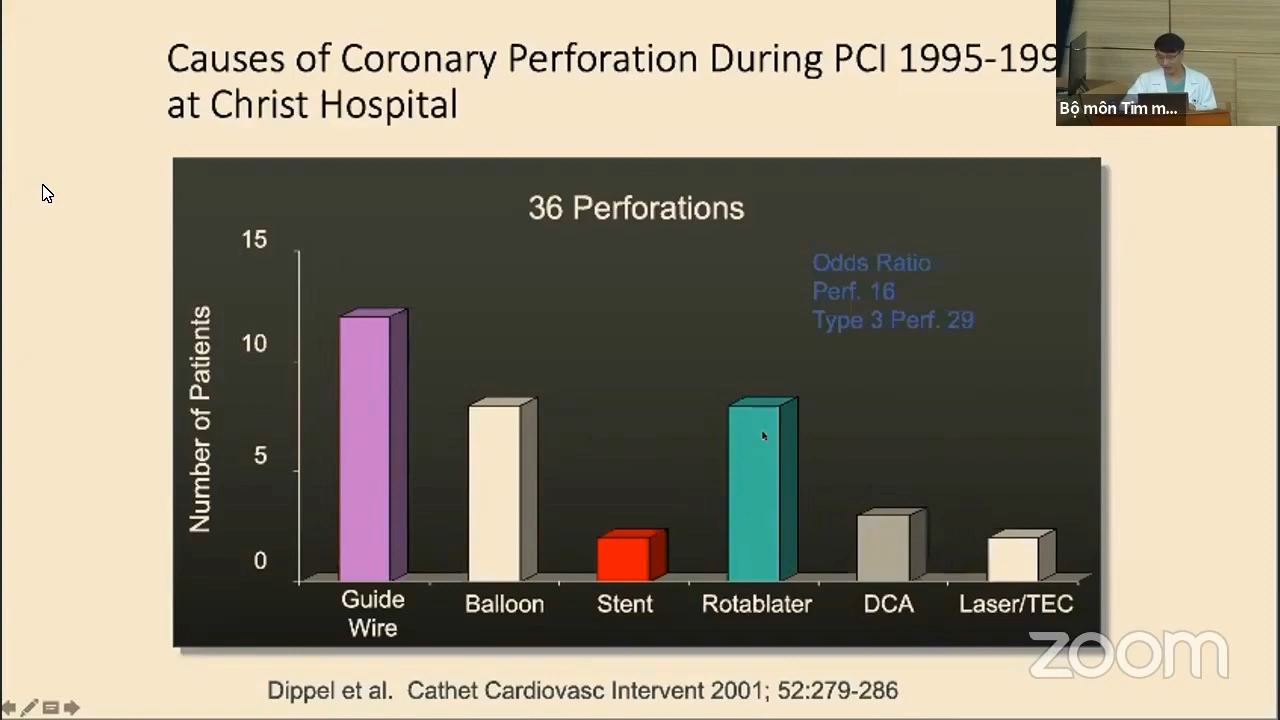 Causes of Coronary Perforation During PCI 1995-199
at Christ Hospital
Bộ môn Tim m...
36 Perforations
Odds Ratio
Perf. 16
Type 3 Perf. 29
Number of Patients
15
10
5
0
Guide
Wire
Balloon
Stent
Rotablater
DCA
Laser/TEC
zoom
Dippel et al. Cathet Cardiovasc Intervent 2001; 52:279-286